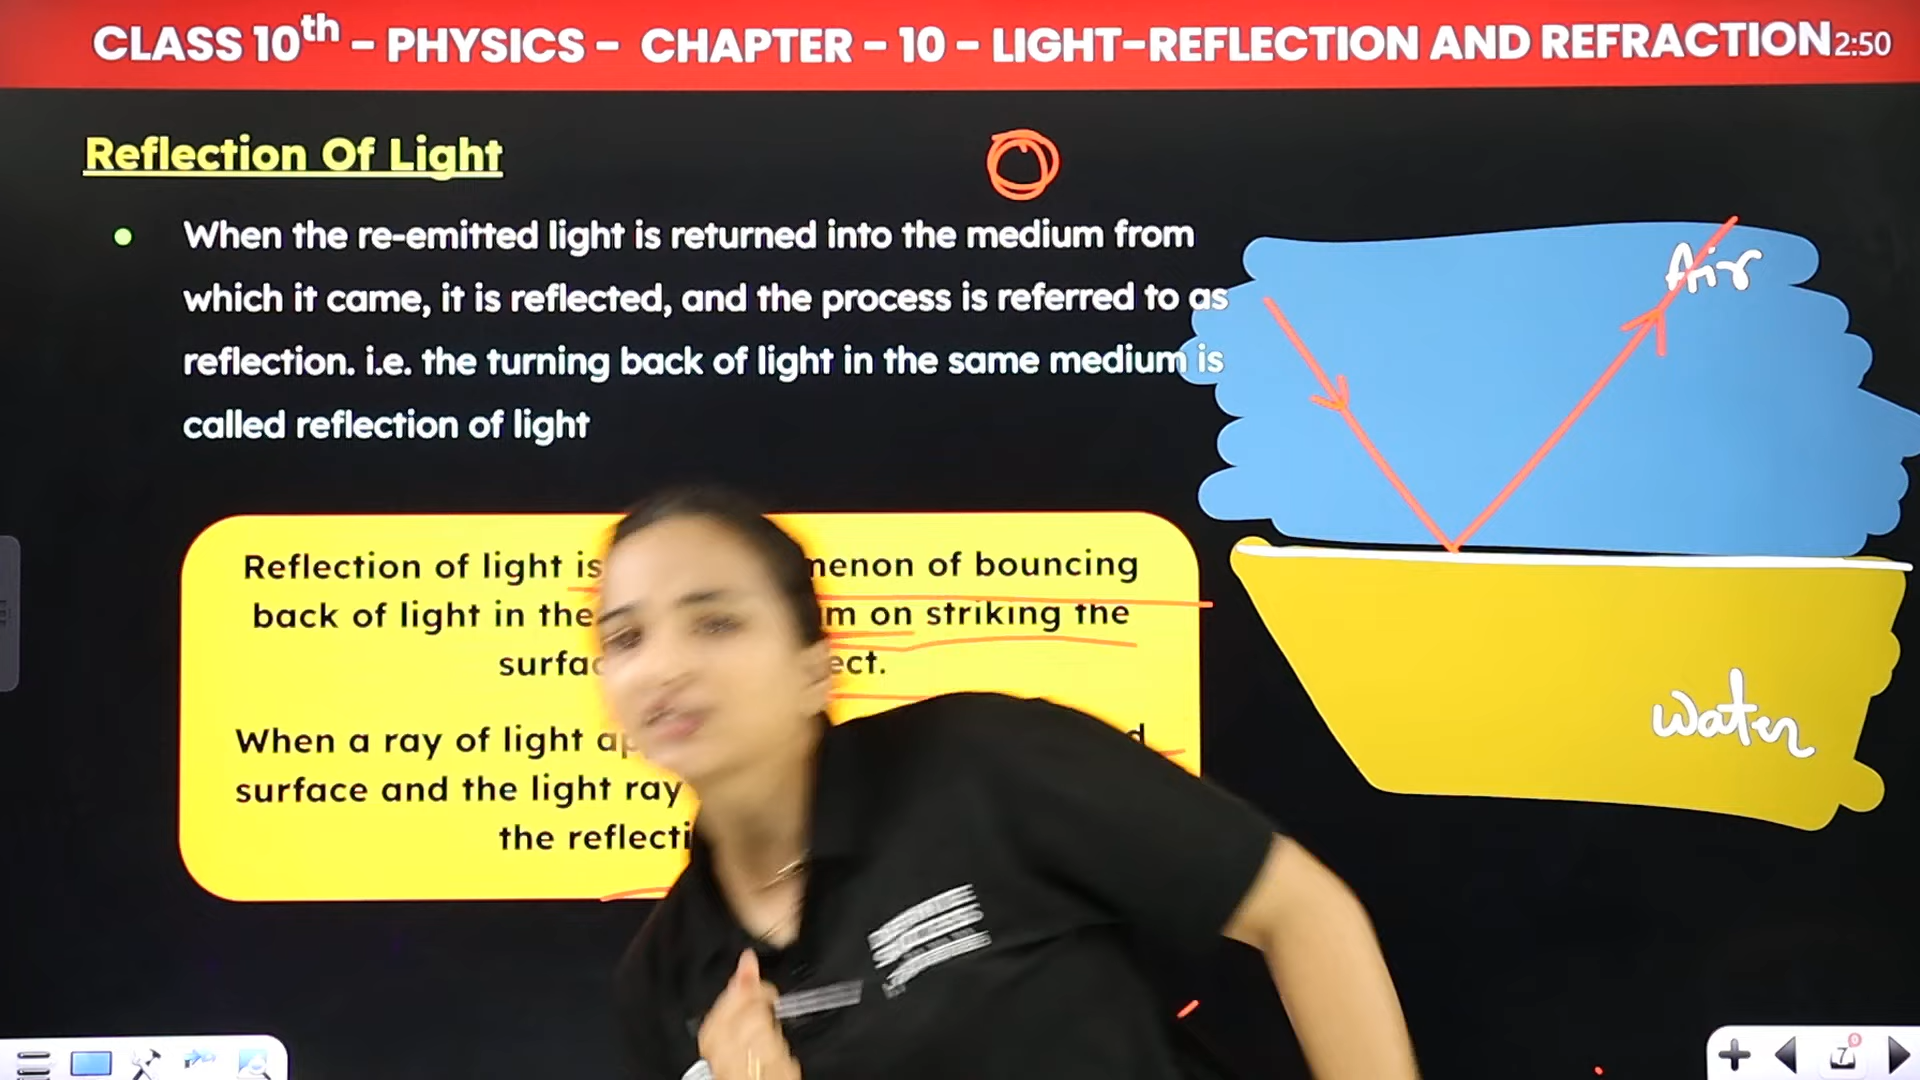 CLASS 10th - PHYSICS - CHAPTER - 10 - LIGHT-REFLECTION AND REFRACTION 2:50
Reflection Of Light
When the re-emitted light is returned into the medium from
which it came, it is reflected, and the process is referred to as
reflection. i.e. the turning back of light in the same medium is
called reflection of light
Air
Reflection of light is menon of bouncing
back of light in the m on striking the
surfac ect.
When a ray of light ap d
surface and the light ray
the reflecti
water
7